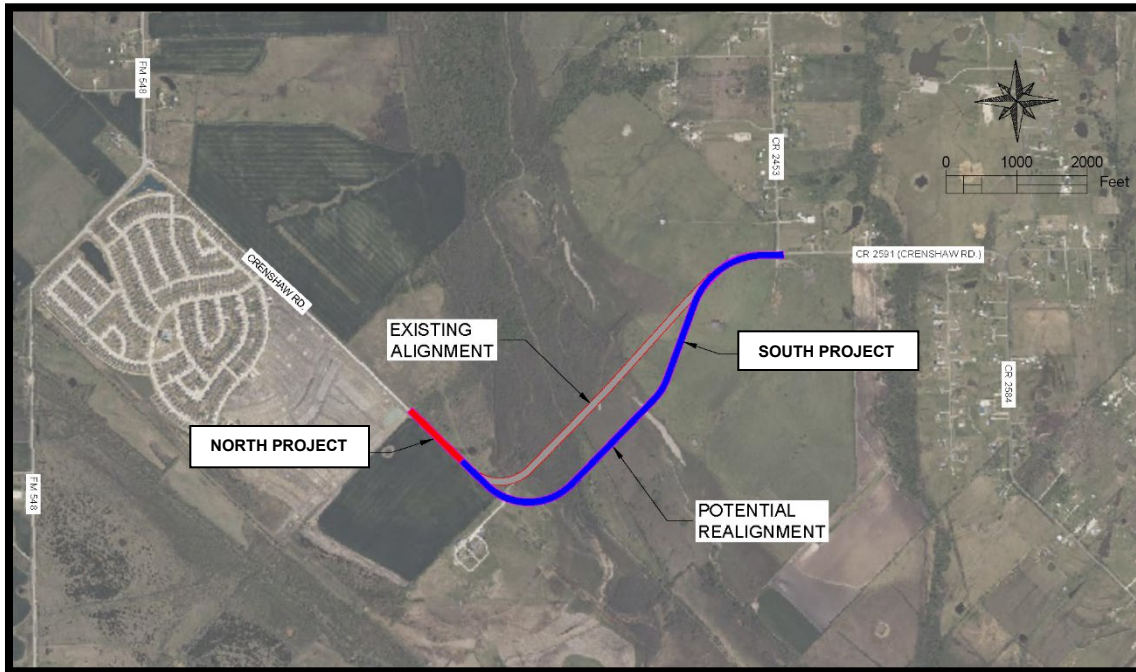 FM 548
CR 2453
0 1000 2000
Feet
CRENSHAW RD.
CR 2591 (CRENSHAW RD.)
EXISTING
ALIGNMENT
SOUTH PROJECT
CR 2584
NORTH PROJECT
FM 548
POTENTIAL
REALIGNMENT